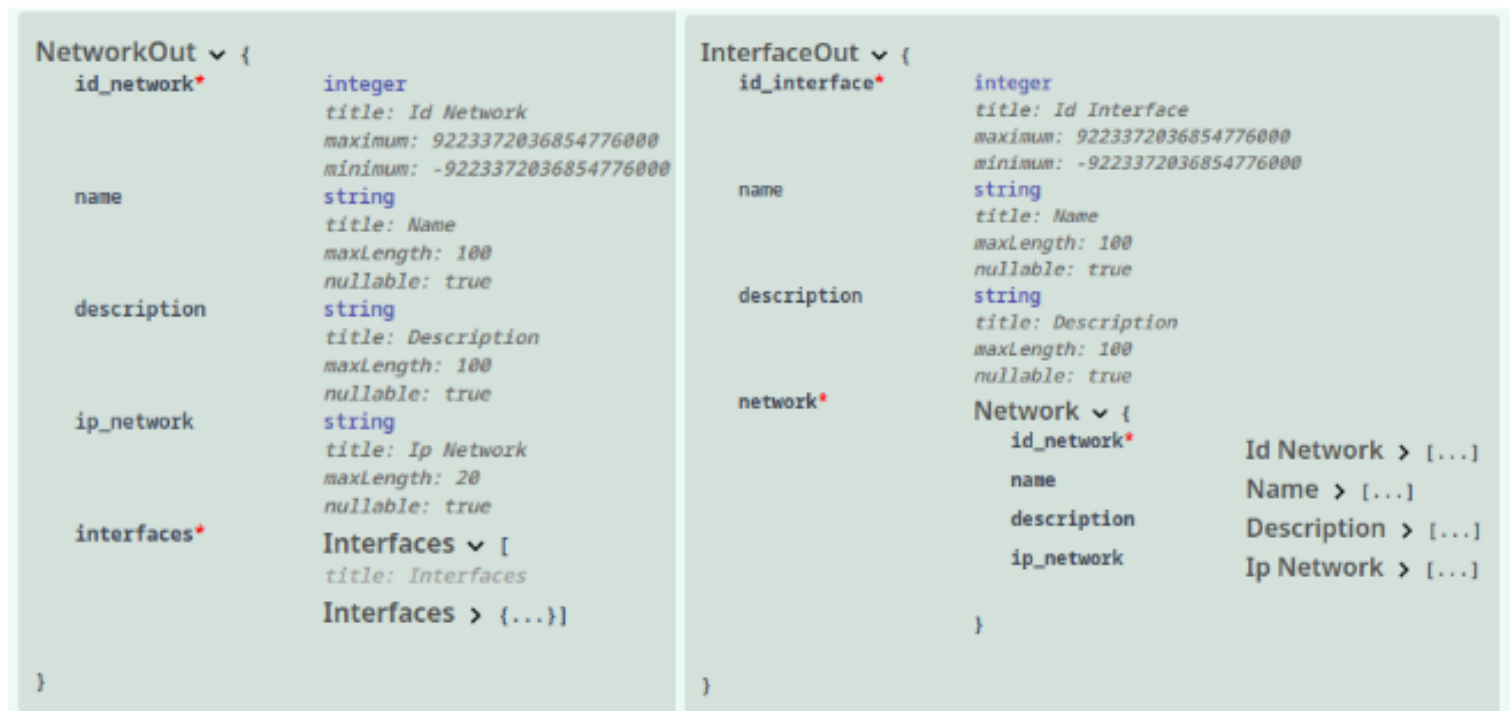 NetworkOut {
id_network* integer
title: Id Network
maximum: 9223372036854776000
minimum: -9223372036854776000
name string
title: Name
maxLength: 100
nullable: true
description string
title: Description
maxLength: 100
nullable: true
ip_network string
title: Ip Network
maxLength: 20
nullable: true
interfaces* Interfaces [
title: Interfaces
Interfaces > {...}]
}
InterfaceOut {
id_interface* integer
title: Id Interface
maximum: 9223372036854776000
minimum: -9223372036854776000
name string
title: Name
maxLength: 100
nullable: true
description string
title: Description
maxLength: 100
nullable: true
network* Network {
id_network* Id Network > [...]
name Name > [...]
description Description > [...]
ip_network Ip Network > [...]
}
}